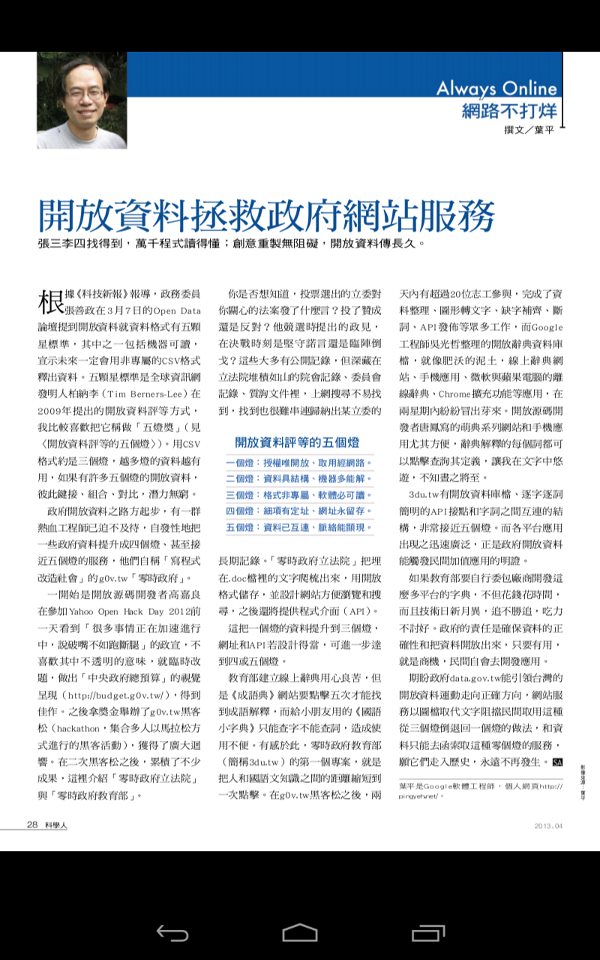 Always Online
網路不打烊
撰文／葉平
開放資料拯救政府網站服務
張三李四找得到，萬千程式讀得懂；創意重製無阻礙，開放資料傳長久。
根據《科技新報》報導，政務委員
張善政在3月7日的Open Data
論壇提到開放資料就資料格式有五顆
星標準，其中之一包括機器可讀，
宣示未來一定會用非專屬的CSV格式
釋出資料。五顆星標準是全球資訊網
發明人柏納李（Tim Berners-Lee）在
2009年提出的開放資料評等方式，
我比較喜歡把它稱做「五燈獎」（見
〈開放資料評等的五個燈〉）。用CSV
格式約是三個燈，越多燈的資料越有
用，如果有許多五個燈的開放資料，
彼此鍵接、組合、對比，潛力無窮。
政府開放資料之路方起步，有一群
熱血工程師已迫不及待，自發性地把
一些政府資料提升成四個燈、甚至接
近五個燈的服務，他們自稱「寫程式
改造社會」的g0v.tw「零時政府」。
一開始是開放源碼開發者高嘉良
在參加Yahoo Open Hack Day 2012前
一天看到「很多事情正在加速進行
中，說破嘴不如跑斷腿」的政宣，不
喜歡其中不透明的意味，就臨時改
題，做出「中央政府總預算」的視覺
呈現（http://budget.g0v.tw/），得到
佳作。之後拿獎金舉辦了g0v.tw黑客
松（hackathon，集合多人以馬拉松方
式進行的黑客活動），獲得了廣大迴
響。在二次黑客松之後，累積了不少
成果，這裡介紹「零時政府立法院」
與「零時政府教育部」。
你是否想知道，投票選出的立委對
你關心的法案發了什麼言？投了贊成
還是反對？他競選時提出的政見，
在決戰時刻是堅守諾言還是臨陣倒
戈？這些大多有公開記錄，但深藏在
立法院堆積如山的院會記錄、委員會
記錄、質詢文件裡，上網搜尋不易找
到，找到也很難串連歸納出某立委的
開放資料評等的五個燈
一個燈：授權唯開放、取用經網路。
二個燈：資料具結構、機器多能解。
三個燈：格式非專屬、軟體必可讀。
四個燈：細項有定址、網址永留存。
五個燈：資料已互連、脈絡能顯現。
長期記錄。「零時政府立法院」把埋
在.doc檔裡的文字爬梳出來，用開放
格式儲存，並設計網站方便瀏覽和搜
尋，之後還將提供程式介面（API）。
這把一個燈的資料提升到三個燈，
網址和API若設計得當，可進一步達
到四或五個燈。
教育部建立線上辭典用心良苦，但
是《成語典》網站要點擊五次才能找
到成語解釋，而給小朋友用的《國語
小字典》只能查字不能查詞，造成使
用不便。有感於此，零時政府教育部
（簡稱3du.tw）的第一個專案，就是
把人和國語文知識之間的距離縮短到
一次點擊。在g0v.tw黑客松之後，兩
天內有超過20位志工參與，完成了資
料整理、圖形轉文字、缺字補齊、斷
詞、API發佈等眾多工作，而Google
工程師吳光哲整理的開放辭典資料庫
檔，就像肥沃的泥土，線上辭典網
站、手機應用、微軟與蘋果電腦的離
線辭典、Chrome擴充功能等應用，在
兩星期內紛紛冒出芽來。開放源碼開
發者唐鳳寫的萌典系列網站和手機應
用尤其方便，辭典解釋的每個詞都可
以點擊查詢其定義，讓我在文字中悠
遊，不知晝之將至。
3du.tw有開放資料庫檔、逐字逐詞
簡明的API接點和字詞之間互連的結
構，非常接近五個燈。而各平台應用
出現之迅速廣泛，正是政府開放資料
能觸發民間加值應用的明證。
如果教育部要自行委包廠商開發這
麼多平台的字典，不但花錢花時間，
而且技術日新月異，追不勝追，吃力
不討好。政府的責任是確保資料的正
確性和把資料開放出來，只要有用，
就是商機，民間自會去開發應用。
期盼政府data.gov.tw能引領台灣的
開放資料運動走向正確方向，網站服
務以圖檔取代文字阻擋民間取用這種
從三個燈倒退回一個燈的做法，和資
料只能去函索取這種零個燈的服務，
願它們走入歷史，永遠不再發生。SA
葉平是Google軟體工程師，個人網頁http://
pingyeh.net/。
影像來源：葉平
28 科學人
2013.04